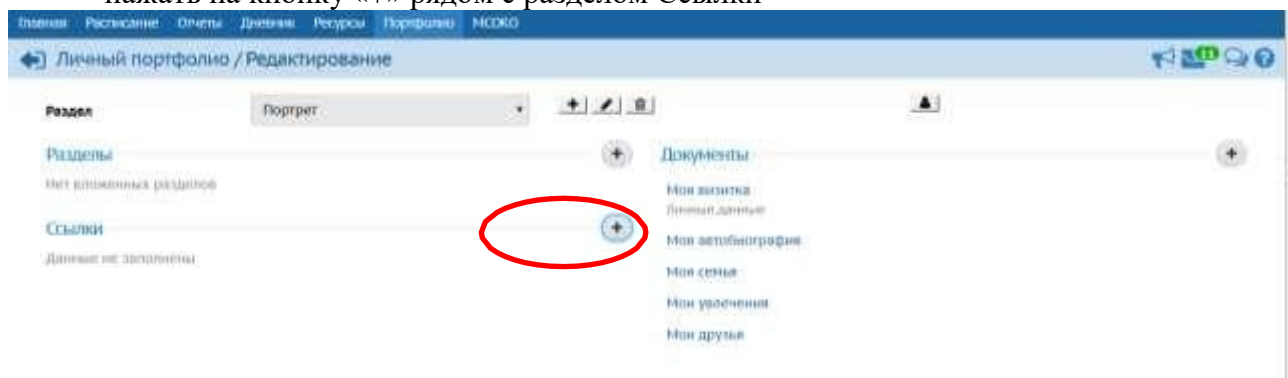 нажать на кнопку «+» рядом с разделом Ссылки
Главная Расписание Отчеты Дневник Ресурсы Портфолио МСОКО
Личный портфолио / Редактирование
11
Раздел Портрет
Разделы
Нет вложенных разделов
Ссылки
Данные не заполнены
Документы
Моя визитка
Личные данные
Моя автобиография
Моя семья
Мои увлечения
Мои друзья